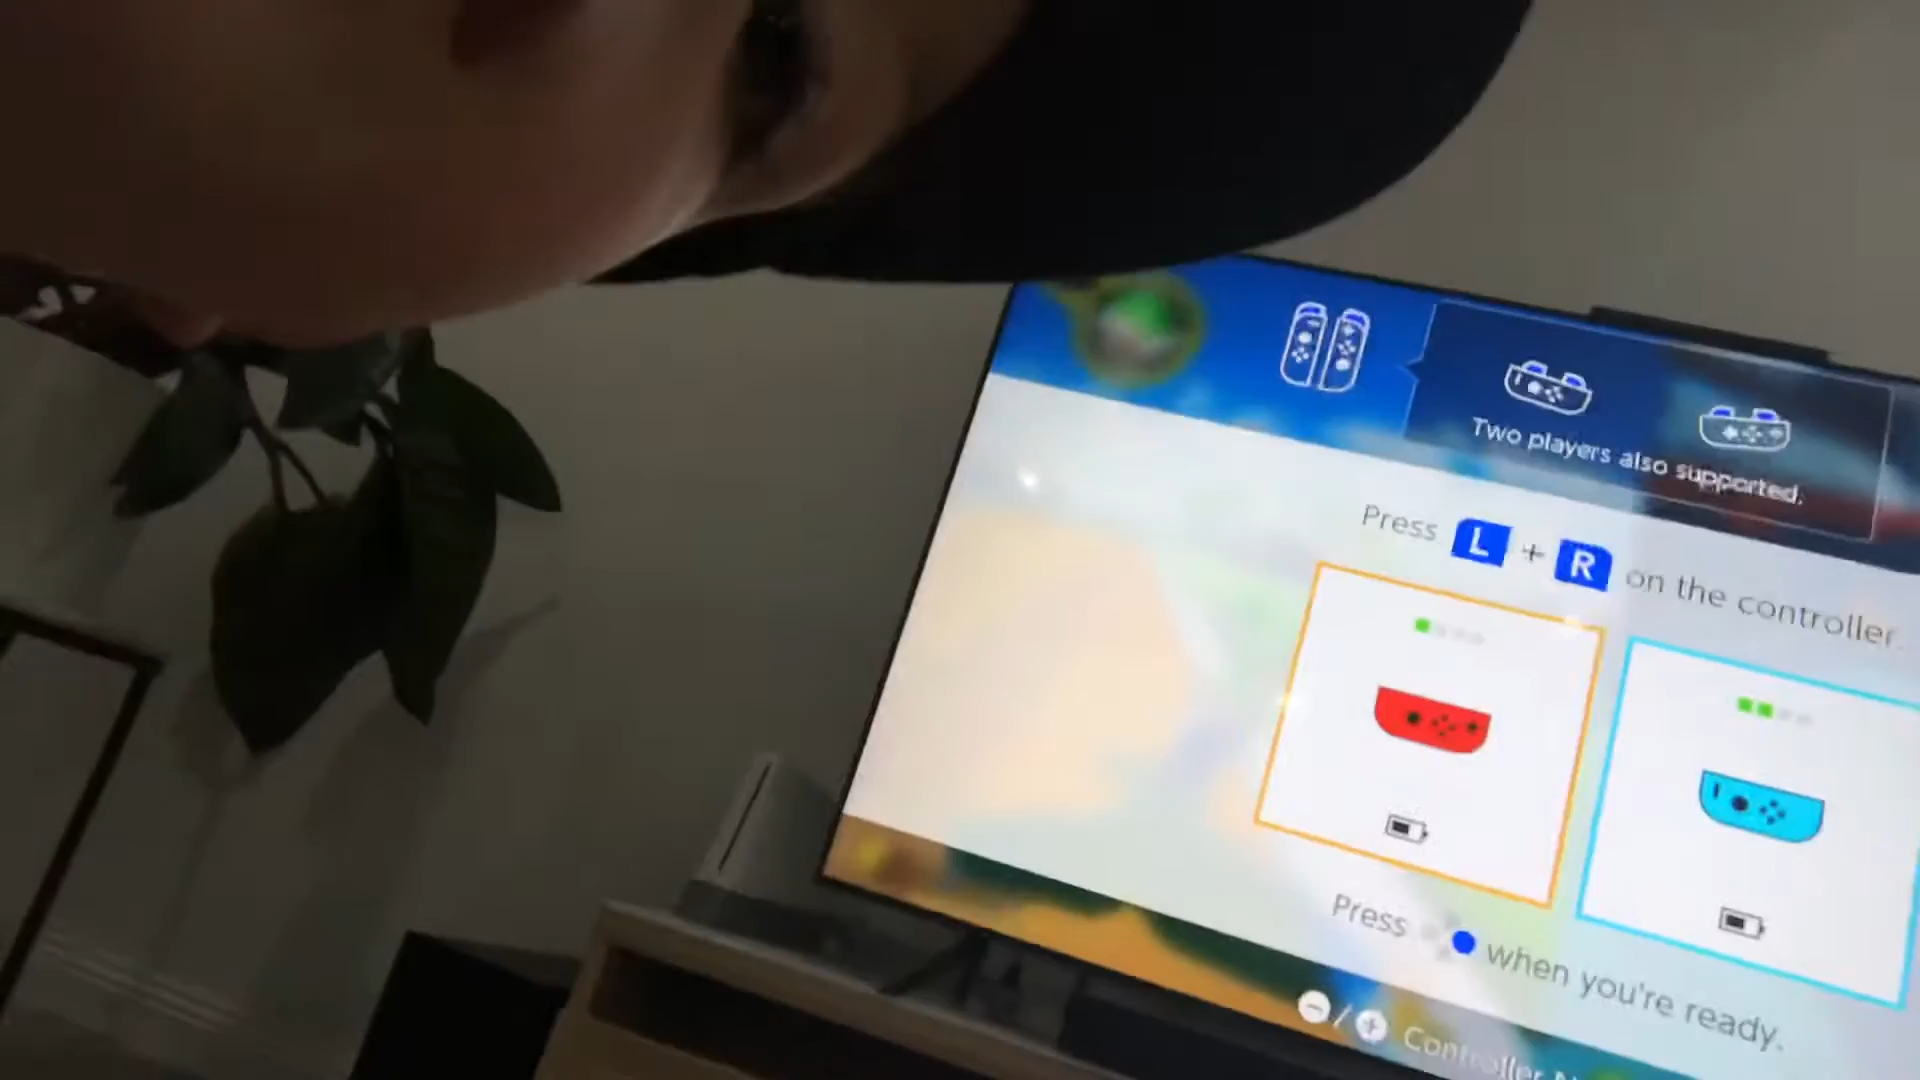 Two players also supported.
Press L + R on the controller.
Press when you're ready.
-/+ Controller